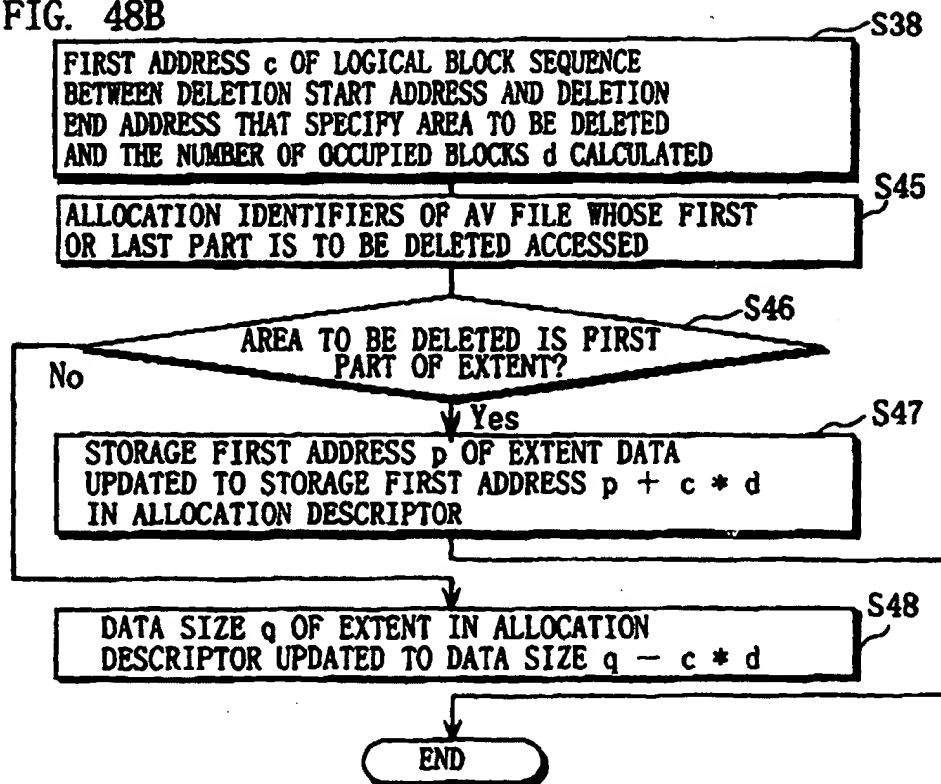 FIG. 48B
S38
FIRST ADDRESS c OF LOGICAL BLOCK SEQUENCE
BETWEEN DELETION START ADDRESS AND DELETION
END ADDRESS THAT SPECIFY AREA TO BE DELETED
AND THE NUMBER OF OCCUPIED BLOCKS d CALCULATED
S45
ALLOCATION IDENTIFIERS OF AV FILE WHOSE FIRST
OR LAST PART IS TO BE DELETED ACCESSED
S46
AREA TO BE DELETED IS FIRST
PART OF EXTENT?
No
Yes
S47
STORAGE FIRST ADDRESS p OF EXTENT DATA
UPDATED TO STORAGE FIRST ADDRESS p + c * d
IN ALLOCATION DESCRIPTOR
S48
DATA SIZE q OF EXTENT IN ALLOCATION
DESCRIPTOR UPDATED TO DATA SIZE q - c * d
END